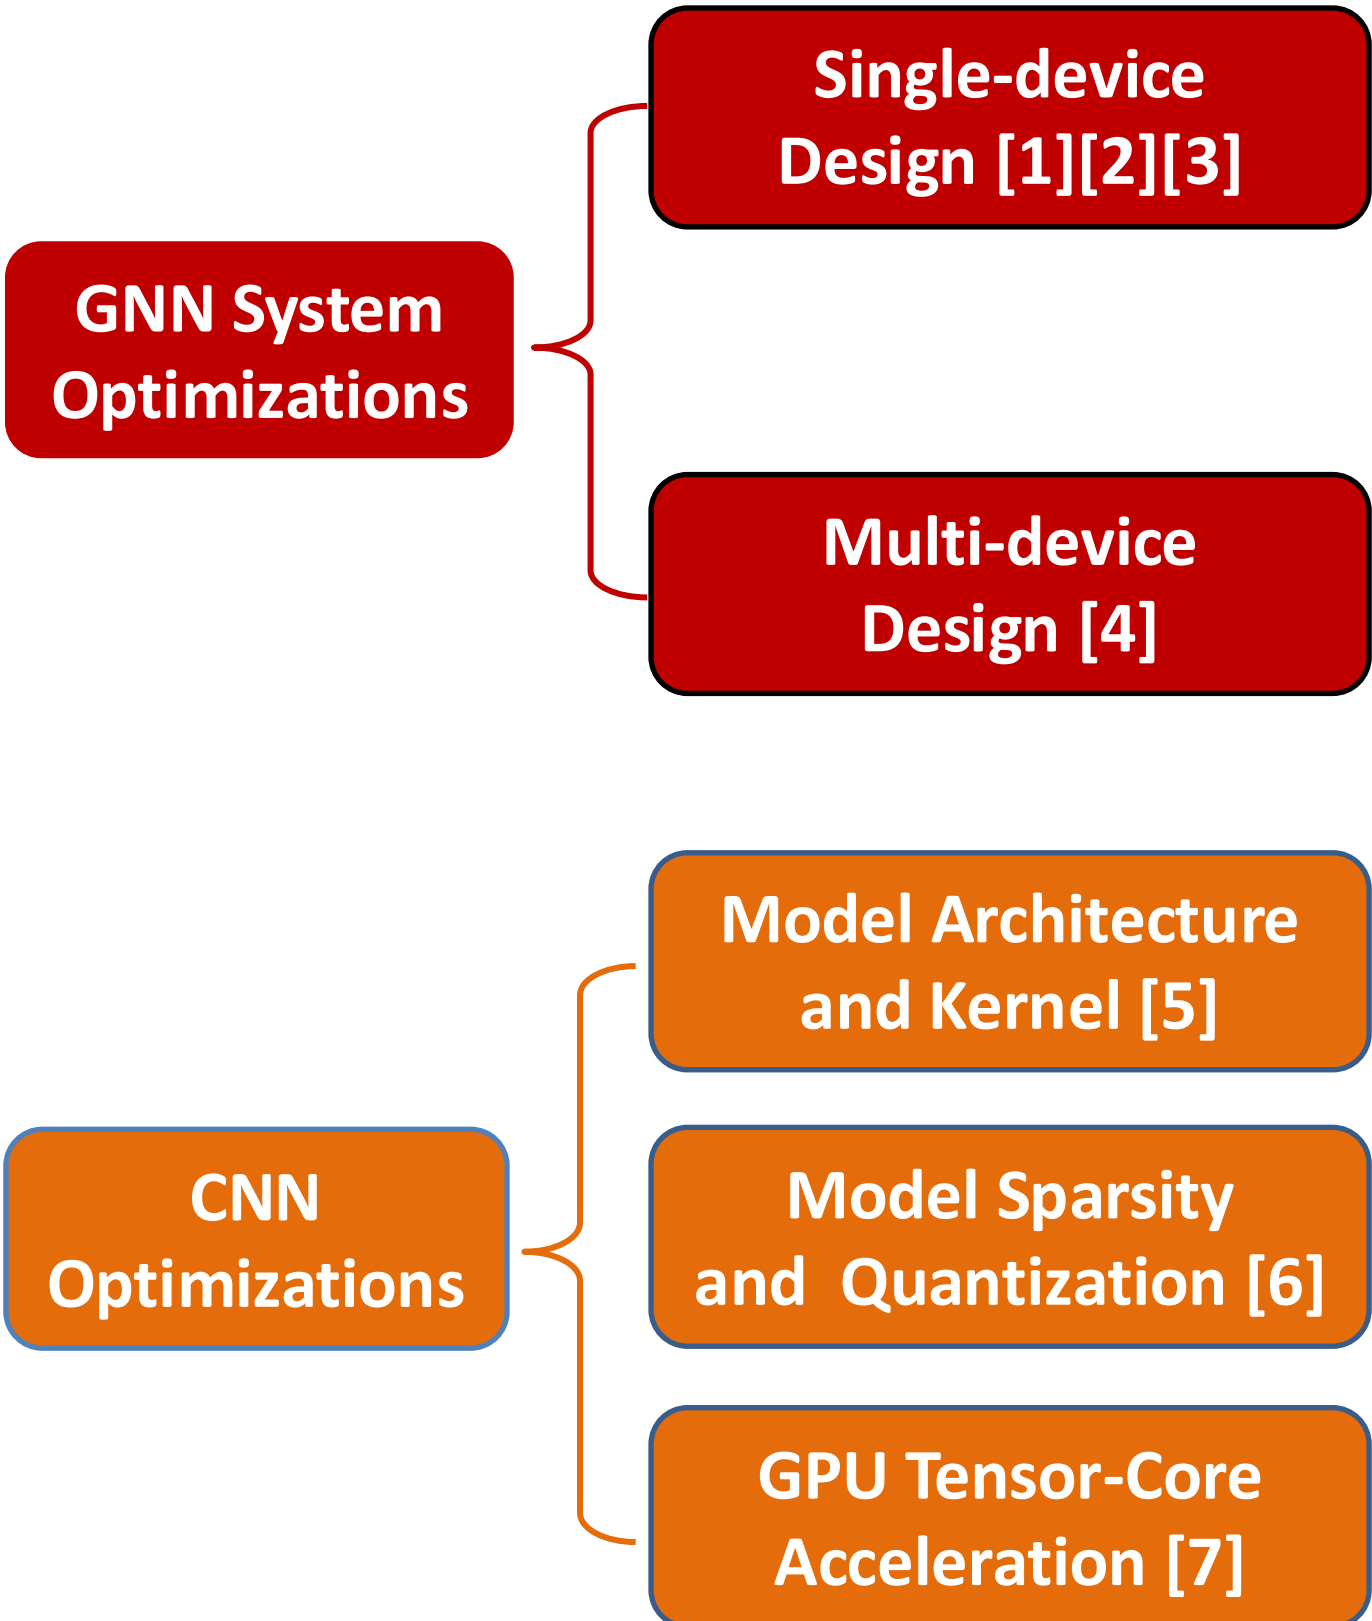 Single-device
Design [1][2][3]
GNN System
Optimizations
Multi-device
Design [4]
Model Architecture
and Kernel [5]
CNN
Optimizations
Model Sparsity
and  Quantization [6]
GPU Tensor-Core
Acceleration [7]